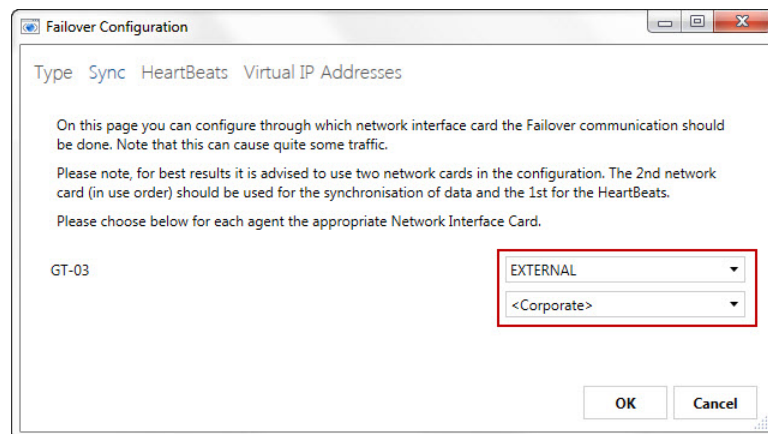 Failover Configuration
Type Sync HeartBeats Virtual IP Addresses
On this page you can configure through which network interface card the Failover communication should
be done. Note that this can cause quite some traffic.
Please note, for best results it is advised to use two network cards in the configuration. The 2nd network
card (in use order) should be used for the synchronisation of data and the 1st for the HeartBeats.
Please choose below for each agent the appropriate Network Interface Card.
GT-03 EXTERNAL
<Corporate>
OK Cancel